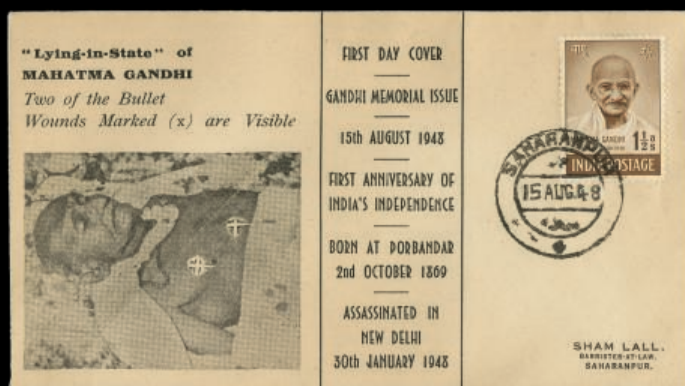 "Lying-in-State" of
MAHATMA GANDHI
Two of the Bullet
Wounds Marked (x) are Visible
FIRST DAY COVER
GANDHI MEMORIAL ISSUE
15th AUGUST 1948
FIRST ANNIVERSARY OF
INDIA'S INDEPENDENCE
BORN AT PORBANDAR
2nd OCTOBER 1869
ASSASSINATED IN
NEW DELHI
30th JANUARY 1948
बापू
GANDHI
1½ As
INDIA POSTAGE
SAHARANPUR
15 AUG. 48
SHAM LALL.
BARRISTER-AT-LAW.
SAHARANPUR.